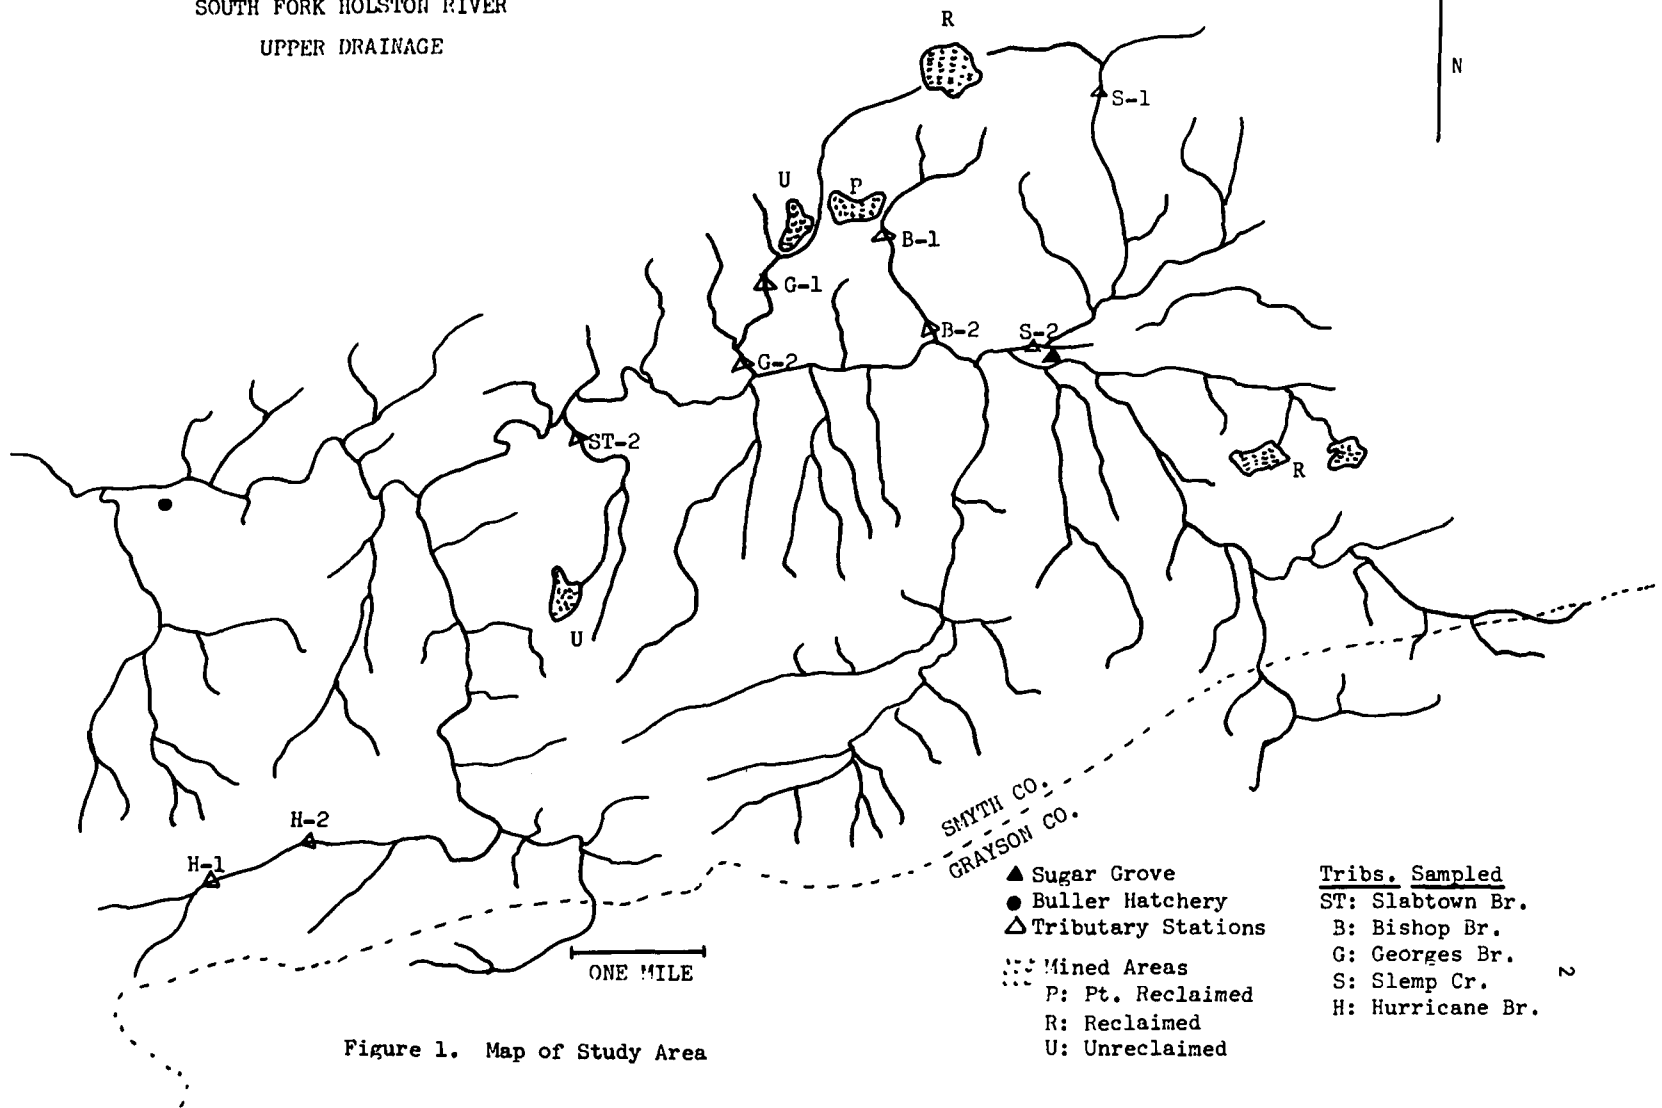 SOUTH FORK HOLSTON RIVER
UPPER DRAINAGE
R
N
S-1
U
P
B-1
G-1
B-2
S-2
G-2
ST-2
R
U
H-2
H-1
SMYTH CO.
GRAYSON CO.
Sugar Grove
Buller Hatchery
Tributary Stations
Mined Areas
P: Pt. Reclaimed
R: Reclaimed
U: Unreclaimed
Tribs. Sampled
ST: Slabtown Br.
B: Bishop Br.
G: Georges Br.
S: Slemp Cr.
H: Hurricane Br.
2
ONE MILE
Figure 1. Map of Study Area